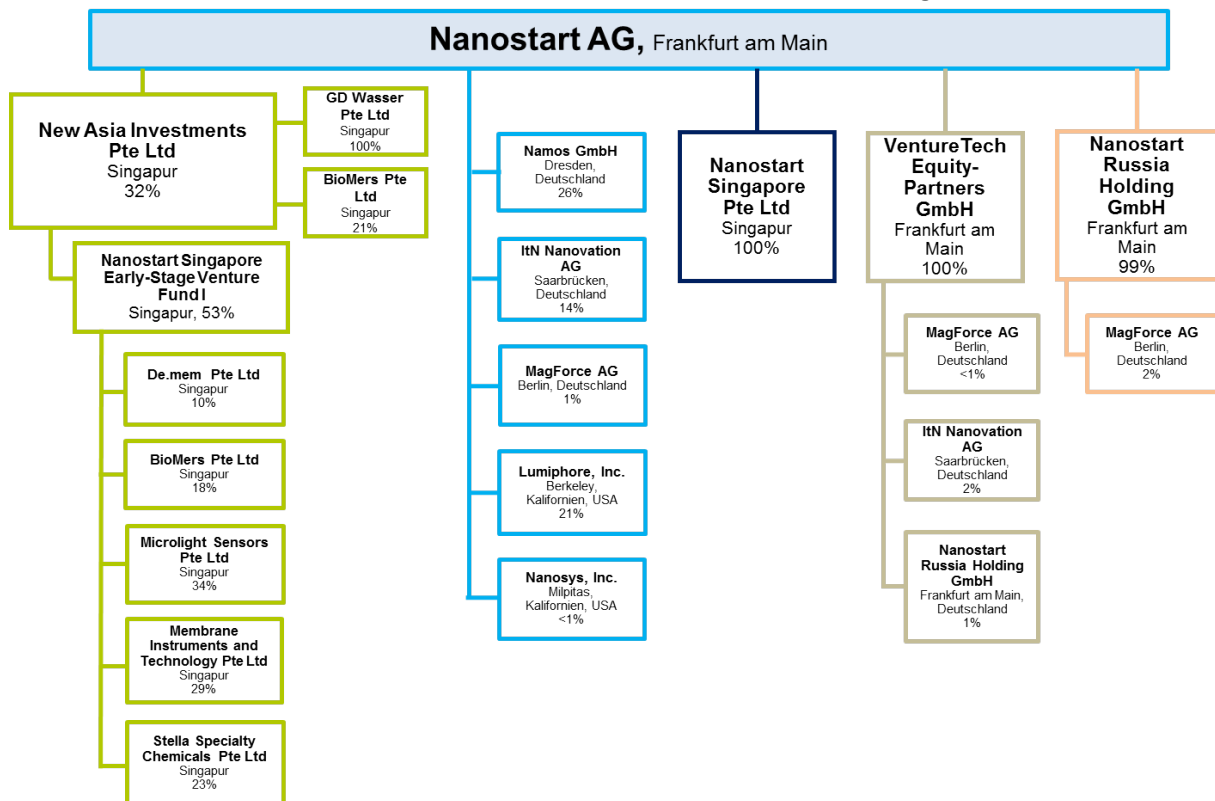 Nanostart AG, Frankfurt am Main
New Asia Investments
Pte Ltd
Singapur
32%
GD Wasser
Pte Ltd
Singapur
100%
BioMers Pte
Ltd
Singapur
21%
Nanostart Singapore
Early-Stage Venture
Fund I
Singapur, 53%
De.mem Pte Ltd
Singapur
10%
BioMers Pte Ltd
Singapur
18%
Microlight Sensors
Pte Ltd
Singapur
34%
Membrane
Instruments and
Technology Pte Ltd
Singapur
29%
Stella Specialty
Chemicals Pte Ltd
Singapur
23%
Namos GmbH
Dresden,
Deutschland
26%
ItN Nanovation
AG
Saarbrücken,
Deutschland
14%
MagForce AG
Berlin, Deutschland
1%
Lumiphore, Inc.
Berkeley,
Kalifornien, USA
21%
Nanosys, Inc.
Milpitas,
Kalifornien, USA
<1%
Nanostart
Singapore
Pte Ltd
Singapur
100%
VentureTech
Equity-
Partners
GmbH
Frankfurt am
Main
100%
MagForce AG
Berlin,
Deutschland
<1%
ItN Nanovation
AG
Saarbrücken,
Deutschland
2%
Nanostart
Russia Holding
GmbH
Frankfurt am Main,
Deutschland
1%
Nanostart
Russia
Holding
GmbH
Frankfurt am
Main
99%
MagForce AG
Berlin,
Deutschland
2%